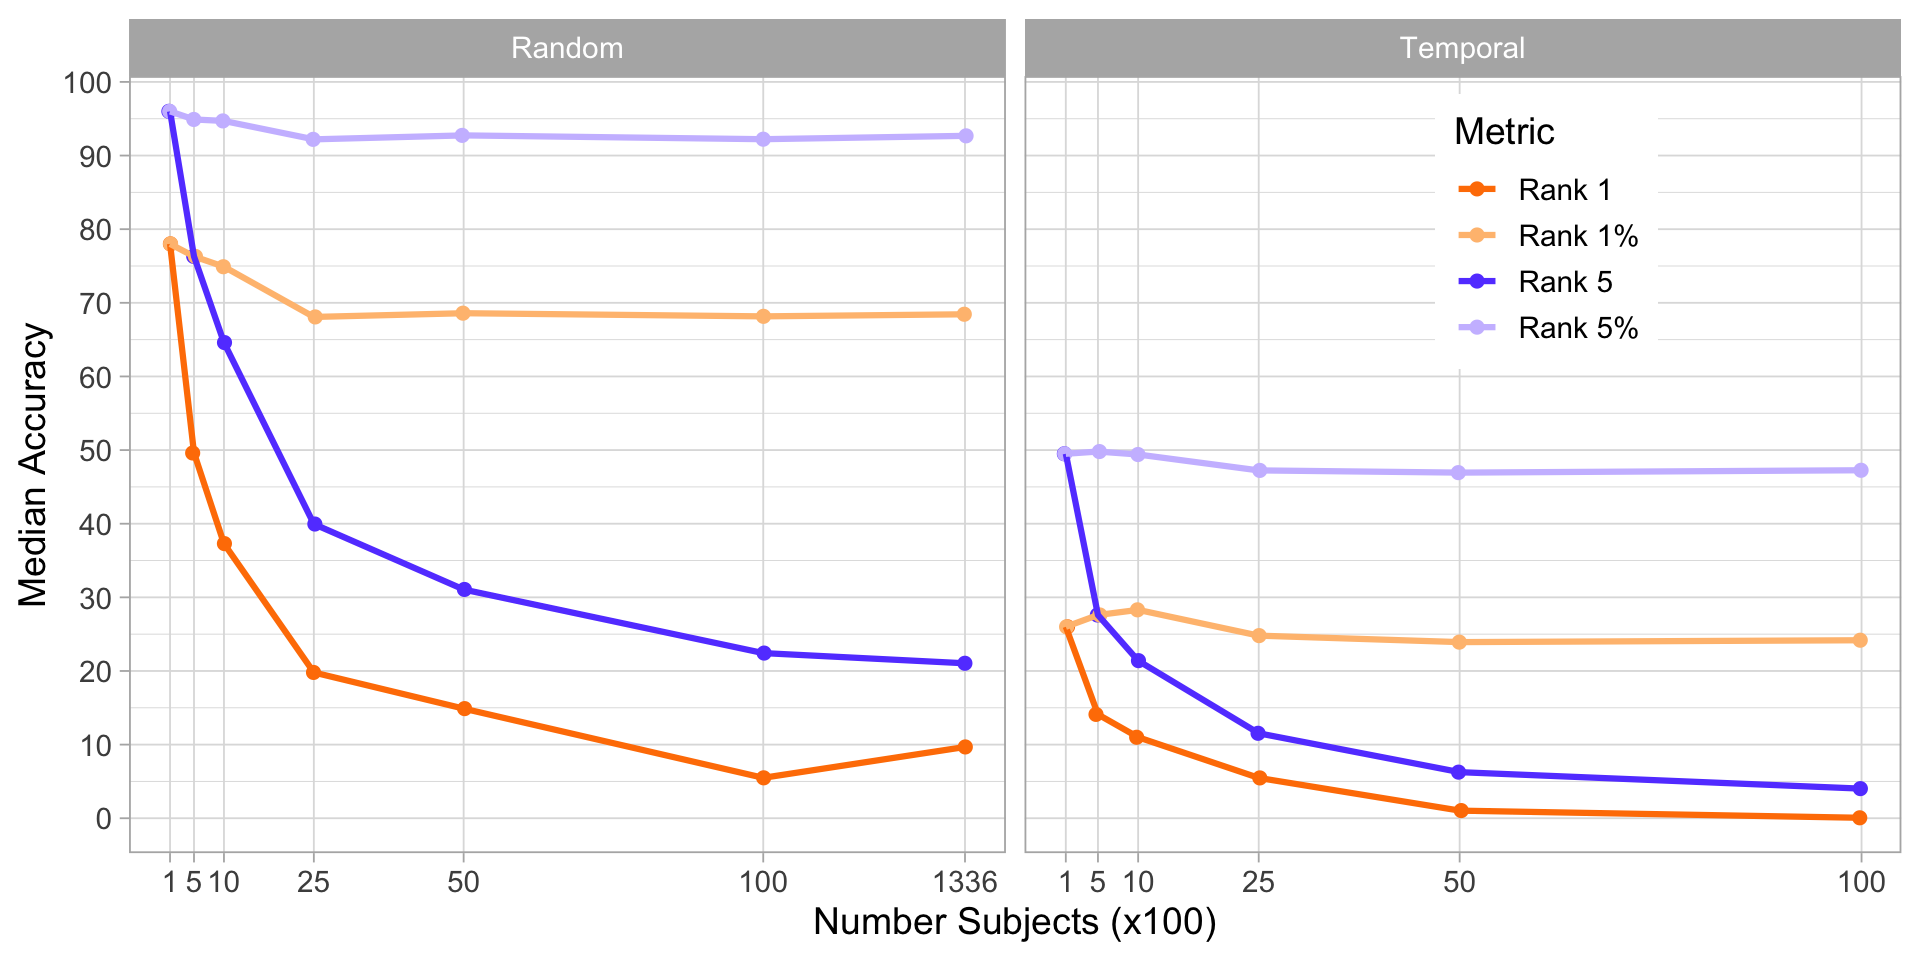 Random
Temporal
Median Accuracy
100
90
80
70
60
50
40
30
20
10
0
Metric
Rank 1
Rank 1%
Rank 5
Rank 5%
1 5 10 25 50 100 1336
1 5 10 25 50 100
Number Subjects (x100)